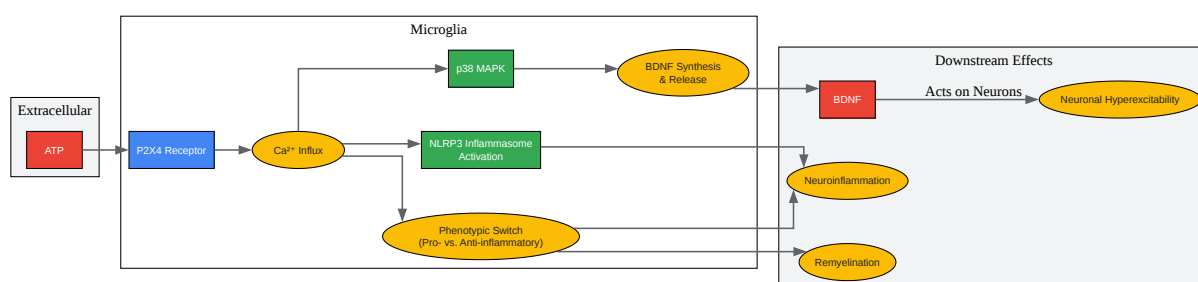 Microglia
Extracellular
ATP
P2X4 Receptor
Ca²⁺ Influx
p38 MAPK
BDNF Synthesis
& Release
NLRP3 Inflammasome
Activation
Phenotypic Switch
(Pro- vs. Anti-inflammatory)
Downstream Effects
BDNF
Acts on Neurons
Neuronal Hyperexcitability
Neuroinflammation
Remyelination